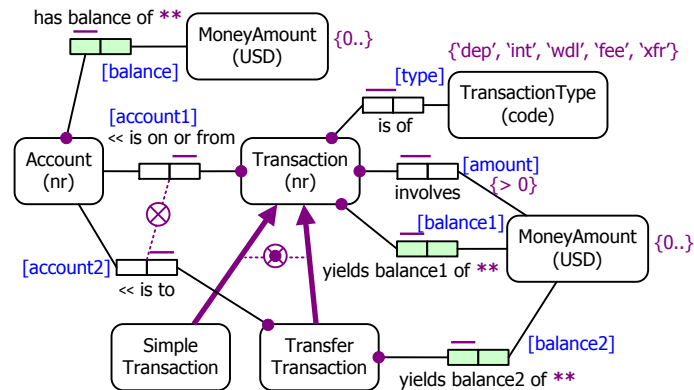 has balance of **
MoneyAmount
(USD)
{0..}
[balance]
{‘dep’, ‘int’, ‘wdl’, ‘fee’, ‘xfr’}
[type]
TransactionType
(code)
is of
[account1]
<< is on or from
Account
(nr)
Transaction
(nr)
[amount]
{> 0}
involves
[balance1]
MoneyAmount
(USD)
{0..}
yields balance1 of **
[account2]
<< is to
Simple
Transaction
Transfer
Transaction
[balance2]
yields balance2 of **